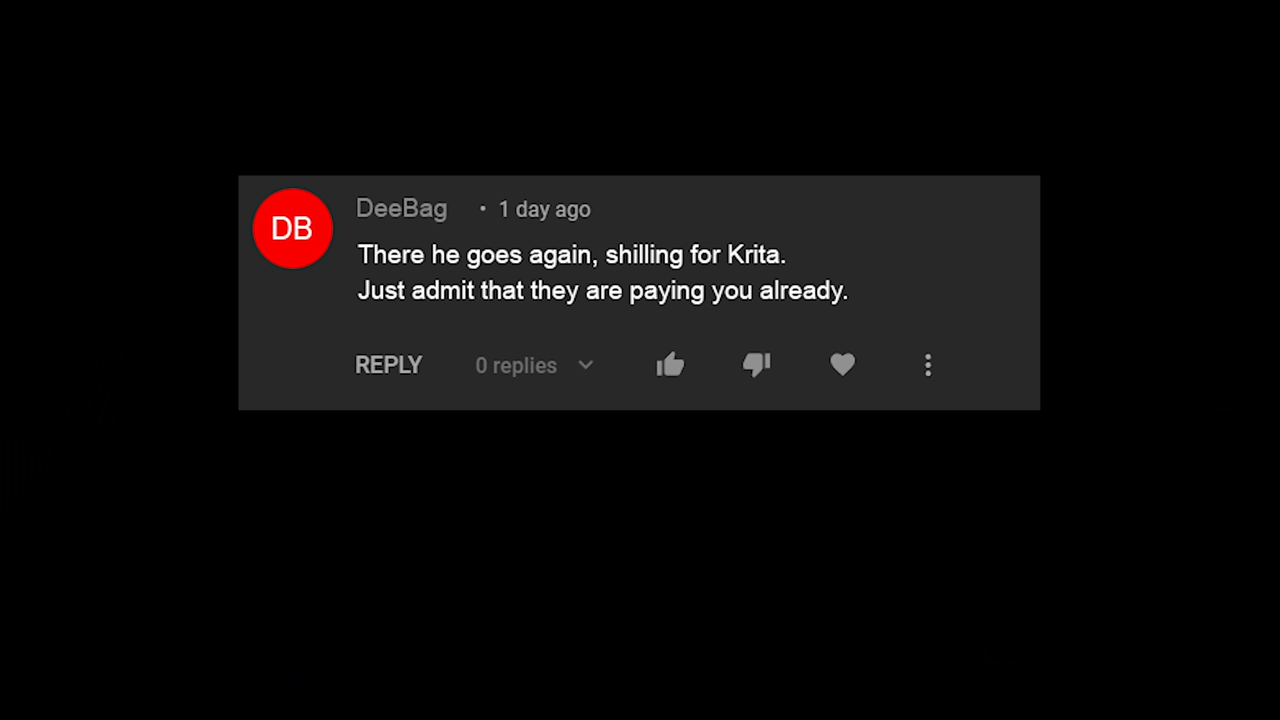 DB
DeeBag • 1 day ago
There he goes again, shilling for Krita.
Just admit that they are paying you already.
REPLY 0 replies